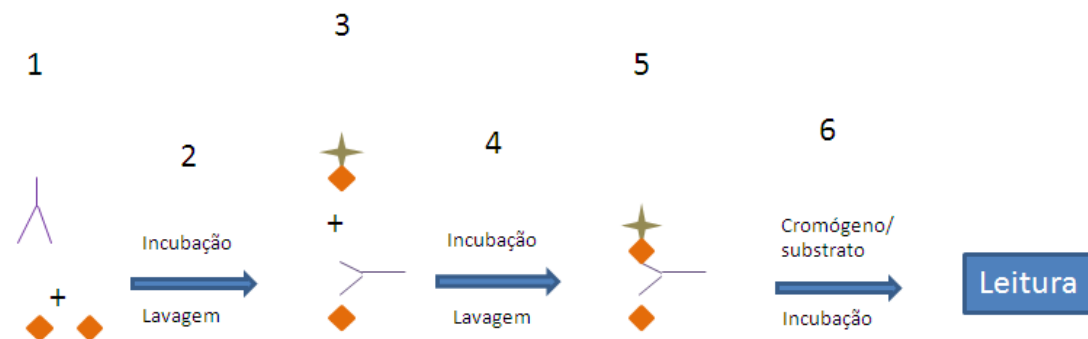 1
2
3
4
5
6
+
Incubação
Lavagem
+
Incubação
Lavagem
Cromógeno/
substrato
Incubação
Leitura